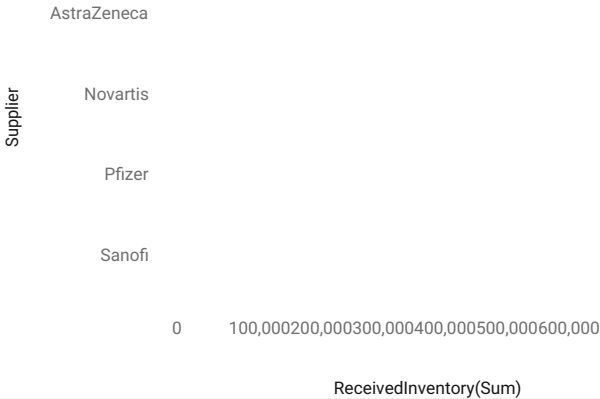 AstraZeneca
Novartis
Supplier
Pfizer
Sanofi
0 100,000200,000300,000400,000500,000600,000
ReceivedInventory(Sum)